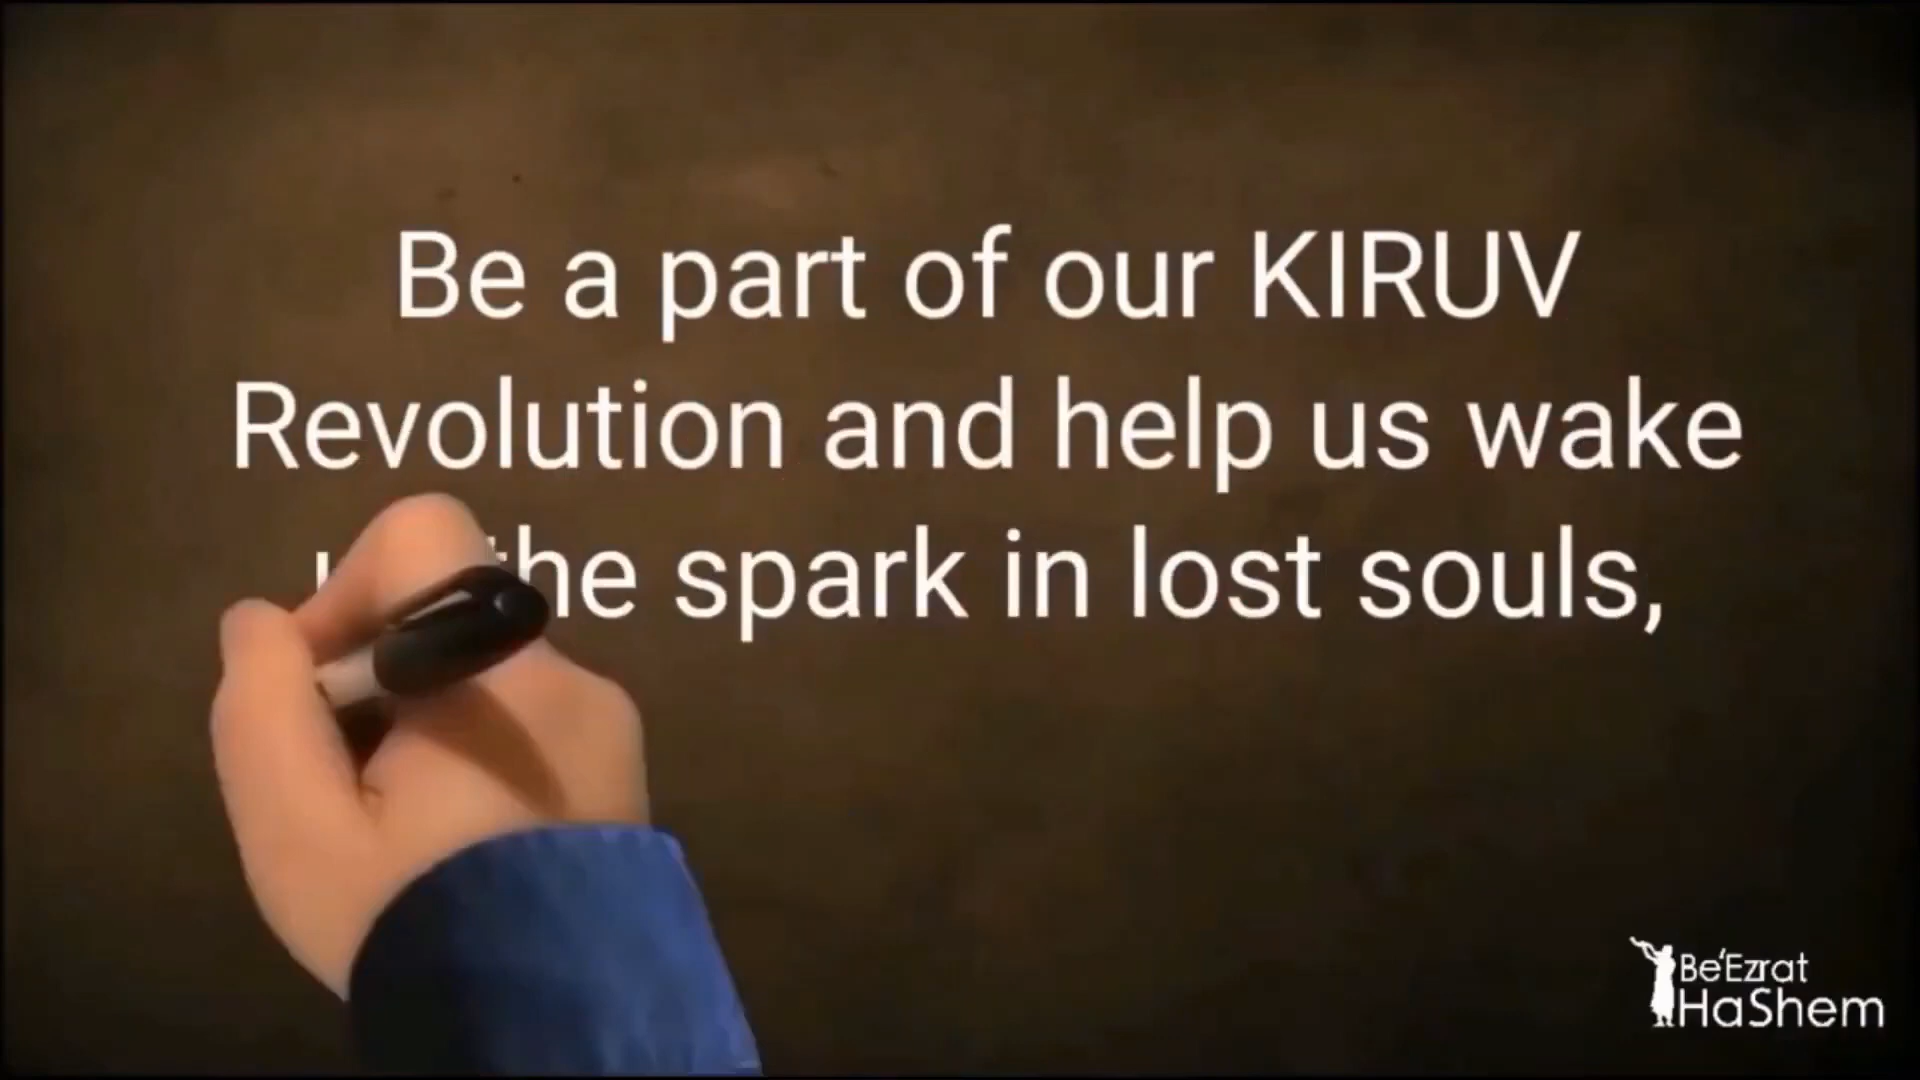 Be a part of our KIRUV
Revolution and help us wake
the spark in lost souls,
Be'Ezrat
HaShem